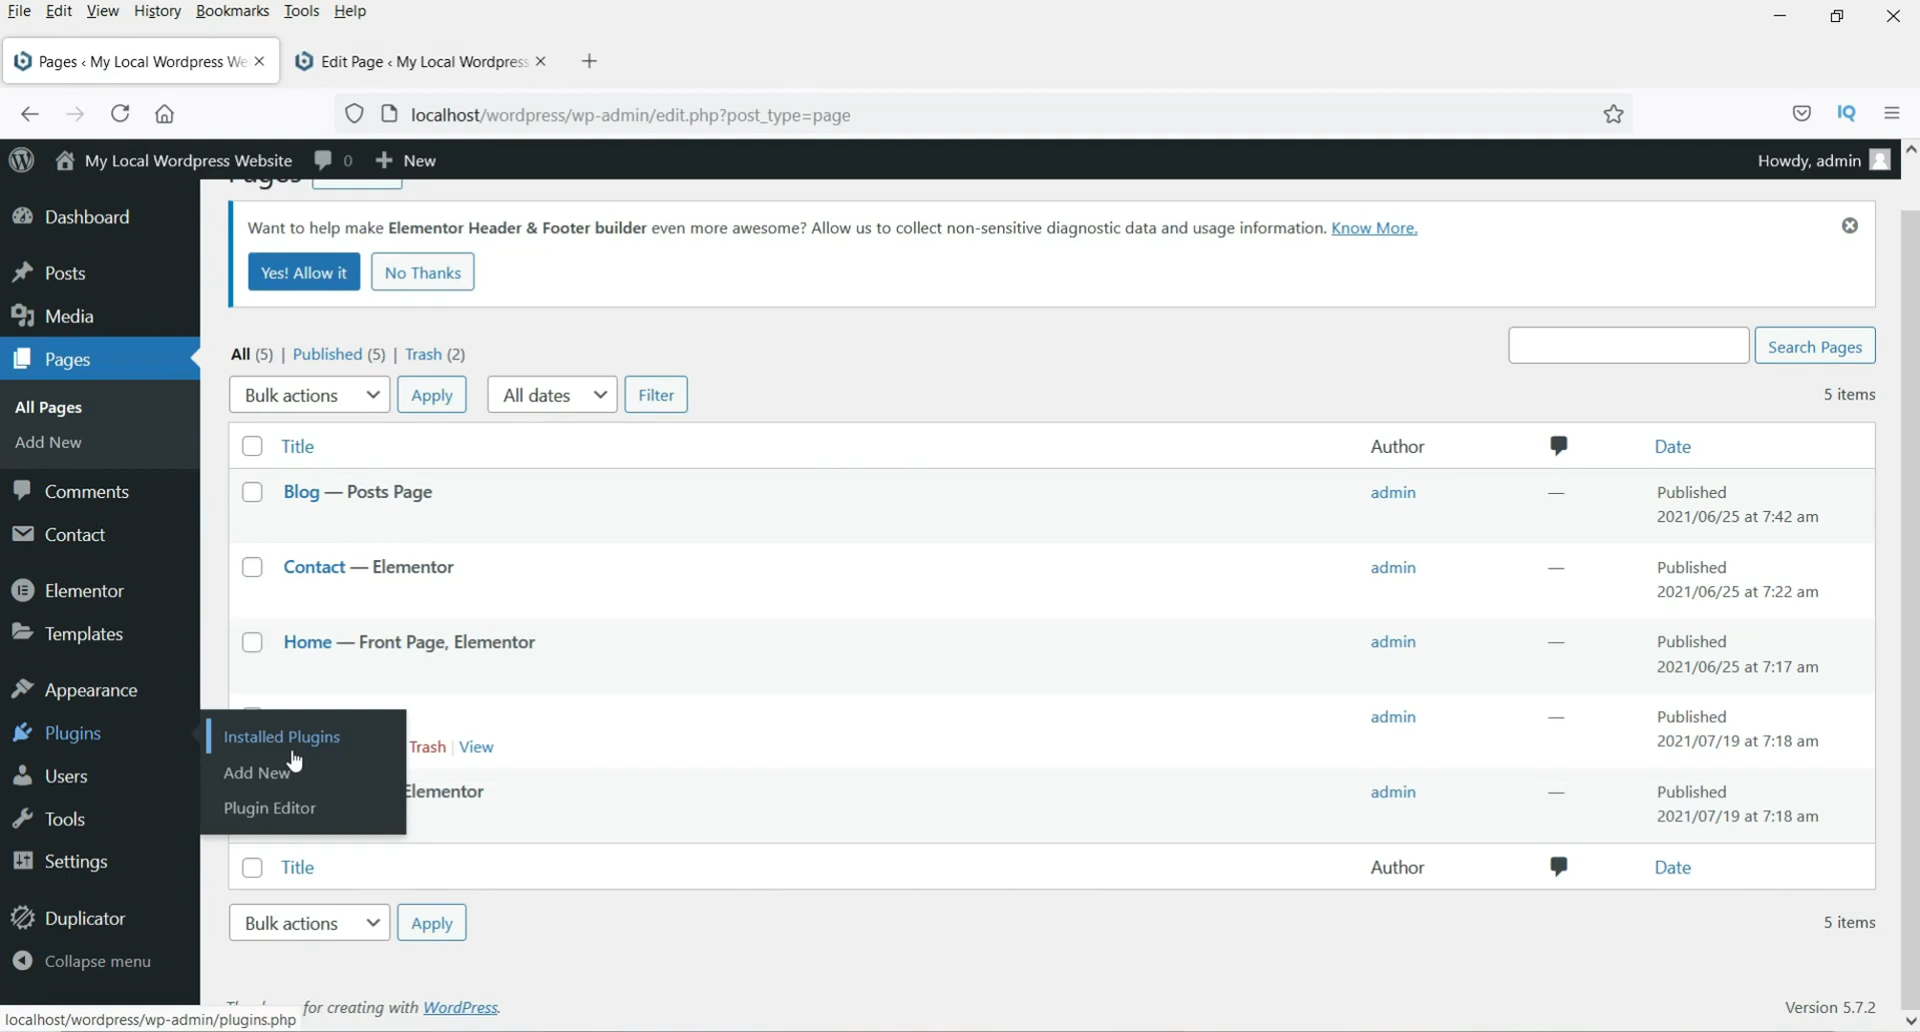 File Edit View History Bookmarks Tools Help
Pages ‹ My Local Wordpress We
Edit Page ‹ My Local Wordpress
localhost/wordpress/wp-admin/edit.php?post_type=page
IQ
My Local Wordpress Website 0 New
Howdy, admin
Pages
Dashboard
Posts
Media
Pages
All Pages
Add New
Comments
Contact
Elementor
Templates
Appearance
Plugins
Users
Tools
Settings
Duplicator
Collapse menu
Installed Plugins
Add New
Plugin Editor
Want to help make Elementor Header & Footer builder even more awesome? Allow us to collect non-sensitive diagnostic data and usage information. Know More.
Yes! Allow it No Thanks
Search Pages
All (5) | Published (5) | Trash (2)
Bulk actions Apply All dates Filter 5 items
Title Author Date
Blog — Posts Page admin — Published
2021/06/25 at 7:42 am
Contact — Elementor admin — Published
2021/06/25 at 7:22 am
Home — Front Page, Elementor admin — Published
2021/06/25 at 7:17 am
admin — Published
Trash | View 2021/07/19 at 7:18 am
Elementor admin — Published
2021/07/19 at 7:18 am
Title Author Date
Bulk actions Apply 5 items
for creating with WordPress.
Version 5.7.2
localhost/wordpress/wp-admin/plugins.php